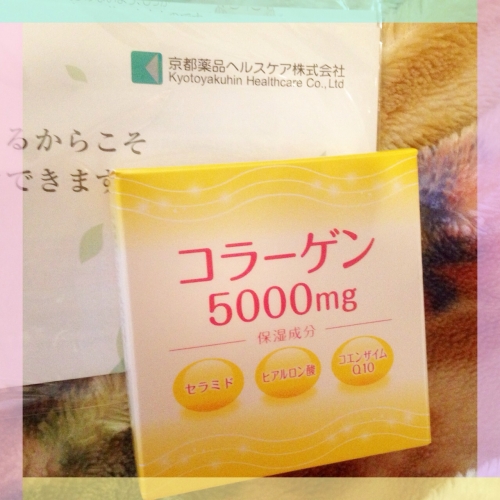 京都薬品ヘルスケア株式会社
Kyotoyakuhin Healthcare Co., Ltd
るからこそ
できます
コラーゲン
5000mg
保湿成分
セラミド
ヒアルロン酸
コエンザイム
Q10